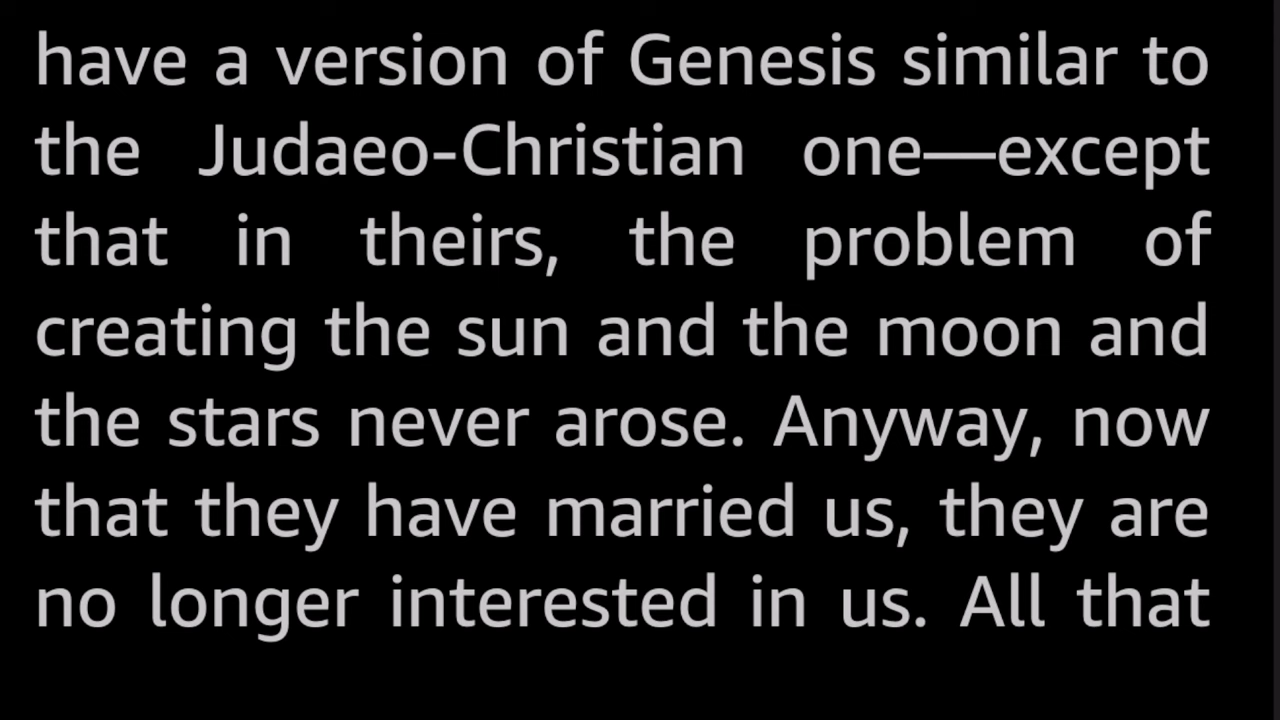 have a version of Genesis similar to
the Judaeo-Christian one—except
that in theirs, the problem of
creating the sun and the moon and
the stars never arose. Anyway, now
that they have married us, they are
no longer interested in us. All that